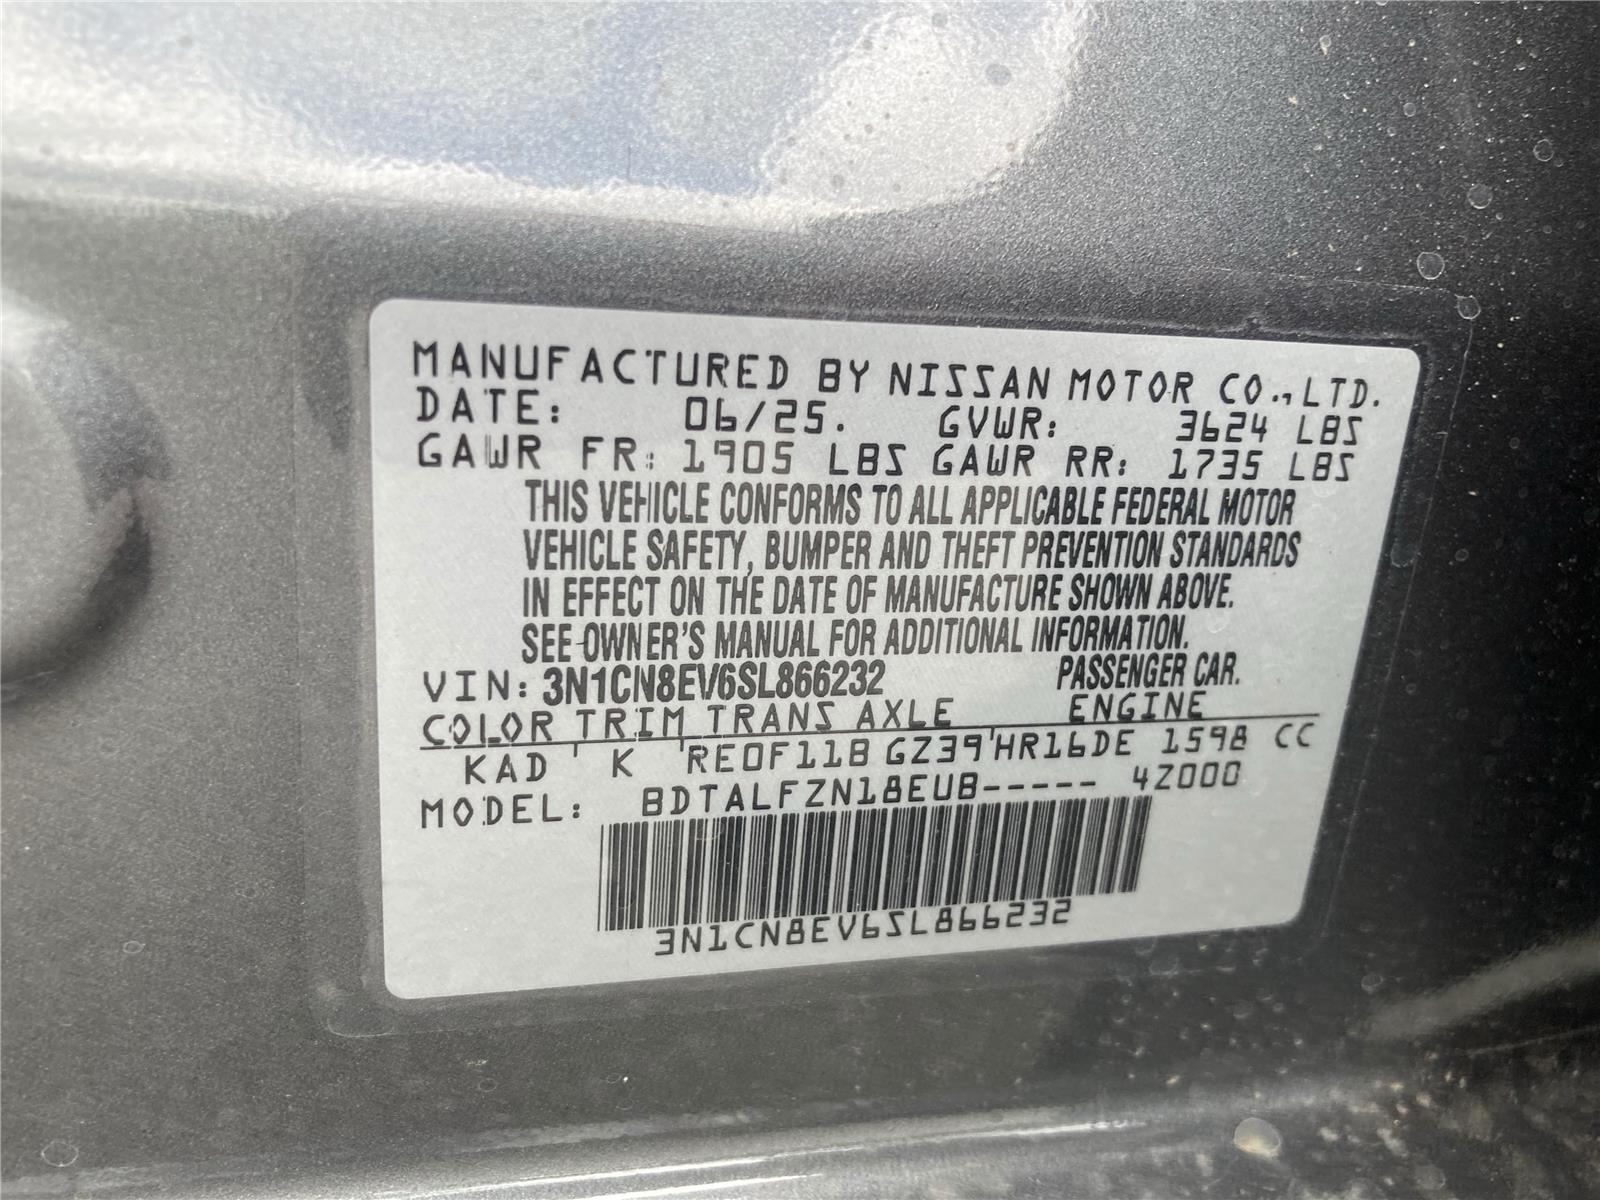 MANUFACTURED BY NISSAN MOTOR CO., LTD.
DATE: 06/25. GVWR: 3624 LBS
GAWR FR: 1905 LBS GAWR RR: 1735 LBS
THIS VEHICLE CONFORMS TO ALL APPLICABLE FEDERAL MOTOR
VEHICLE SAFETY, BUMPER AND THEFT PREVENTION STANDARDS
IN EFFECT ON THE DATE OF MANUFACTURE SHOWN ABOVE.
SEE OWNER'S MANUAL FOR ADDITIONAL INFORMATION.
VIN: 3N1CN8EV6SL866232 PASSENGER CAR.
COLOR TRIM TRANS AXLE ENGINE
KAD K RE0F11B GZ39 HR16DE 1598 CC
MODEL: BDTALFZN18EUB----- 4Z000
3N1CN8EV6SL866232